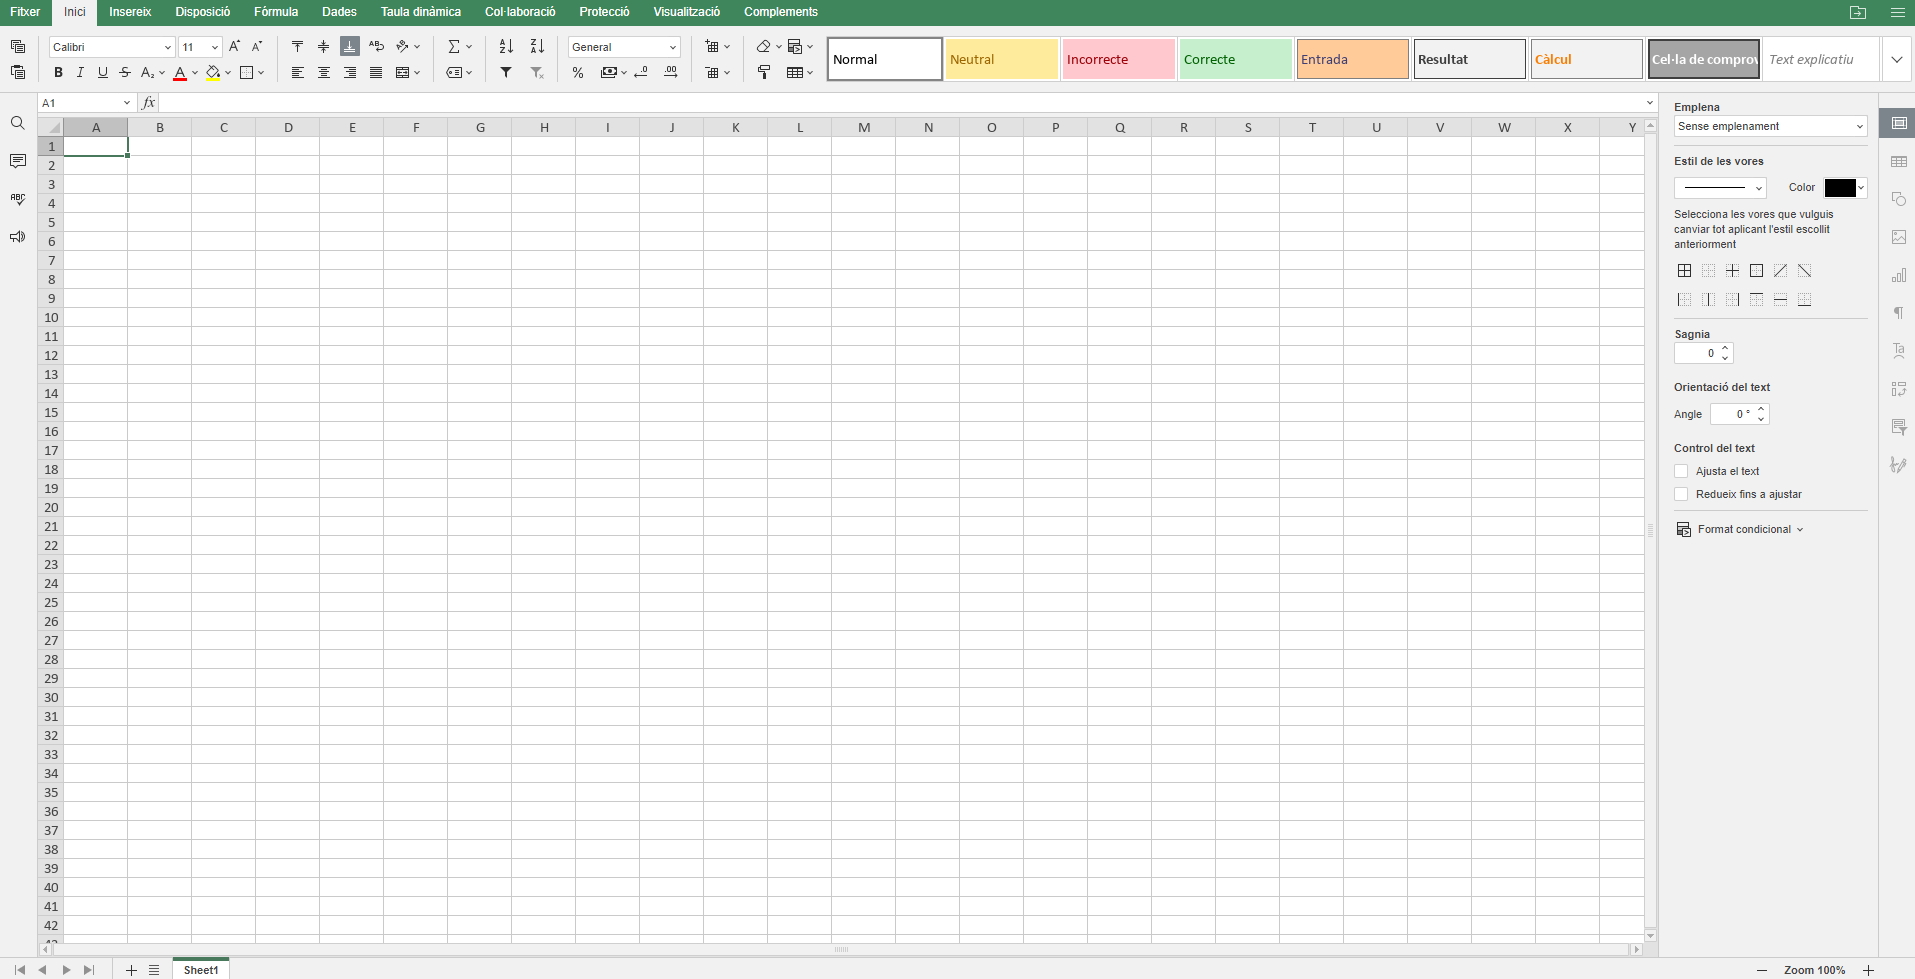 Fitxer Inici Insereix Disposició Fórmula Dades Taula dinàmica Col·laboració Protecció Visualització Complements
Calibri 11 General
Normal Neutral Incorrecte Correcte Entrada Resultat Càlcul Cel·la de comprov Text explicatiu
A1 fx
A B C D E F G H I J K L M N O P Q R S T U V W X Y
1
2
3
4
5
6
7
8
9
10
11
12
13
14
15
16
17
18
19
20
21
22
23
24
25
26
27
28
29
30
31
32
33
34
35
36
37
38
39
40
41
42
Emplena
Sense emplenament
Estil de les vores
Color
Selecciona les vores que vulguis
canviar tot aplicant l'estil escollit
anteriorment
Sagnia
0
Orientació del text
Angle 0 °
Control del text
Ajusta el text
Redueix fins a ajustar
Format condicional
Sheet1
Zoom 100%